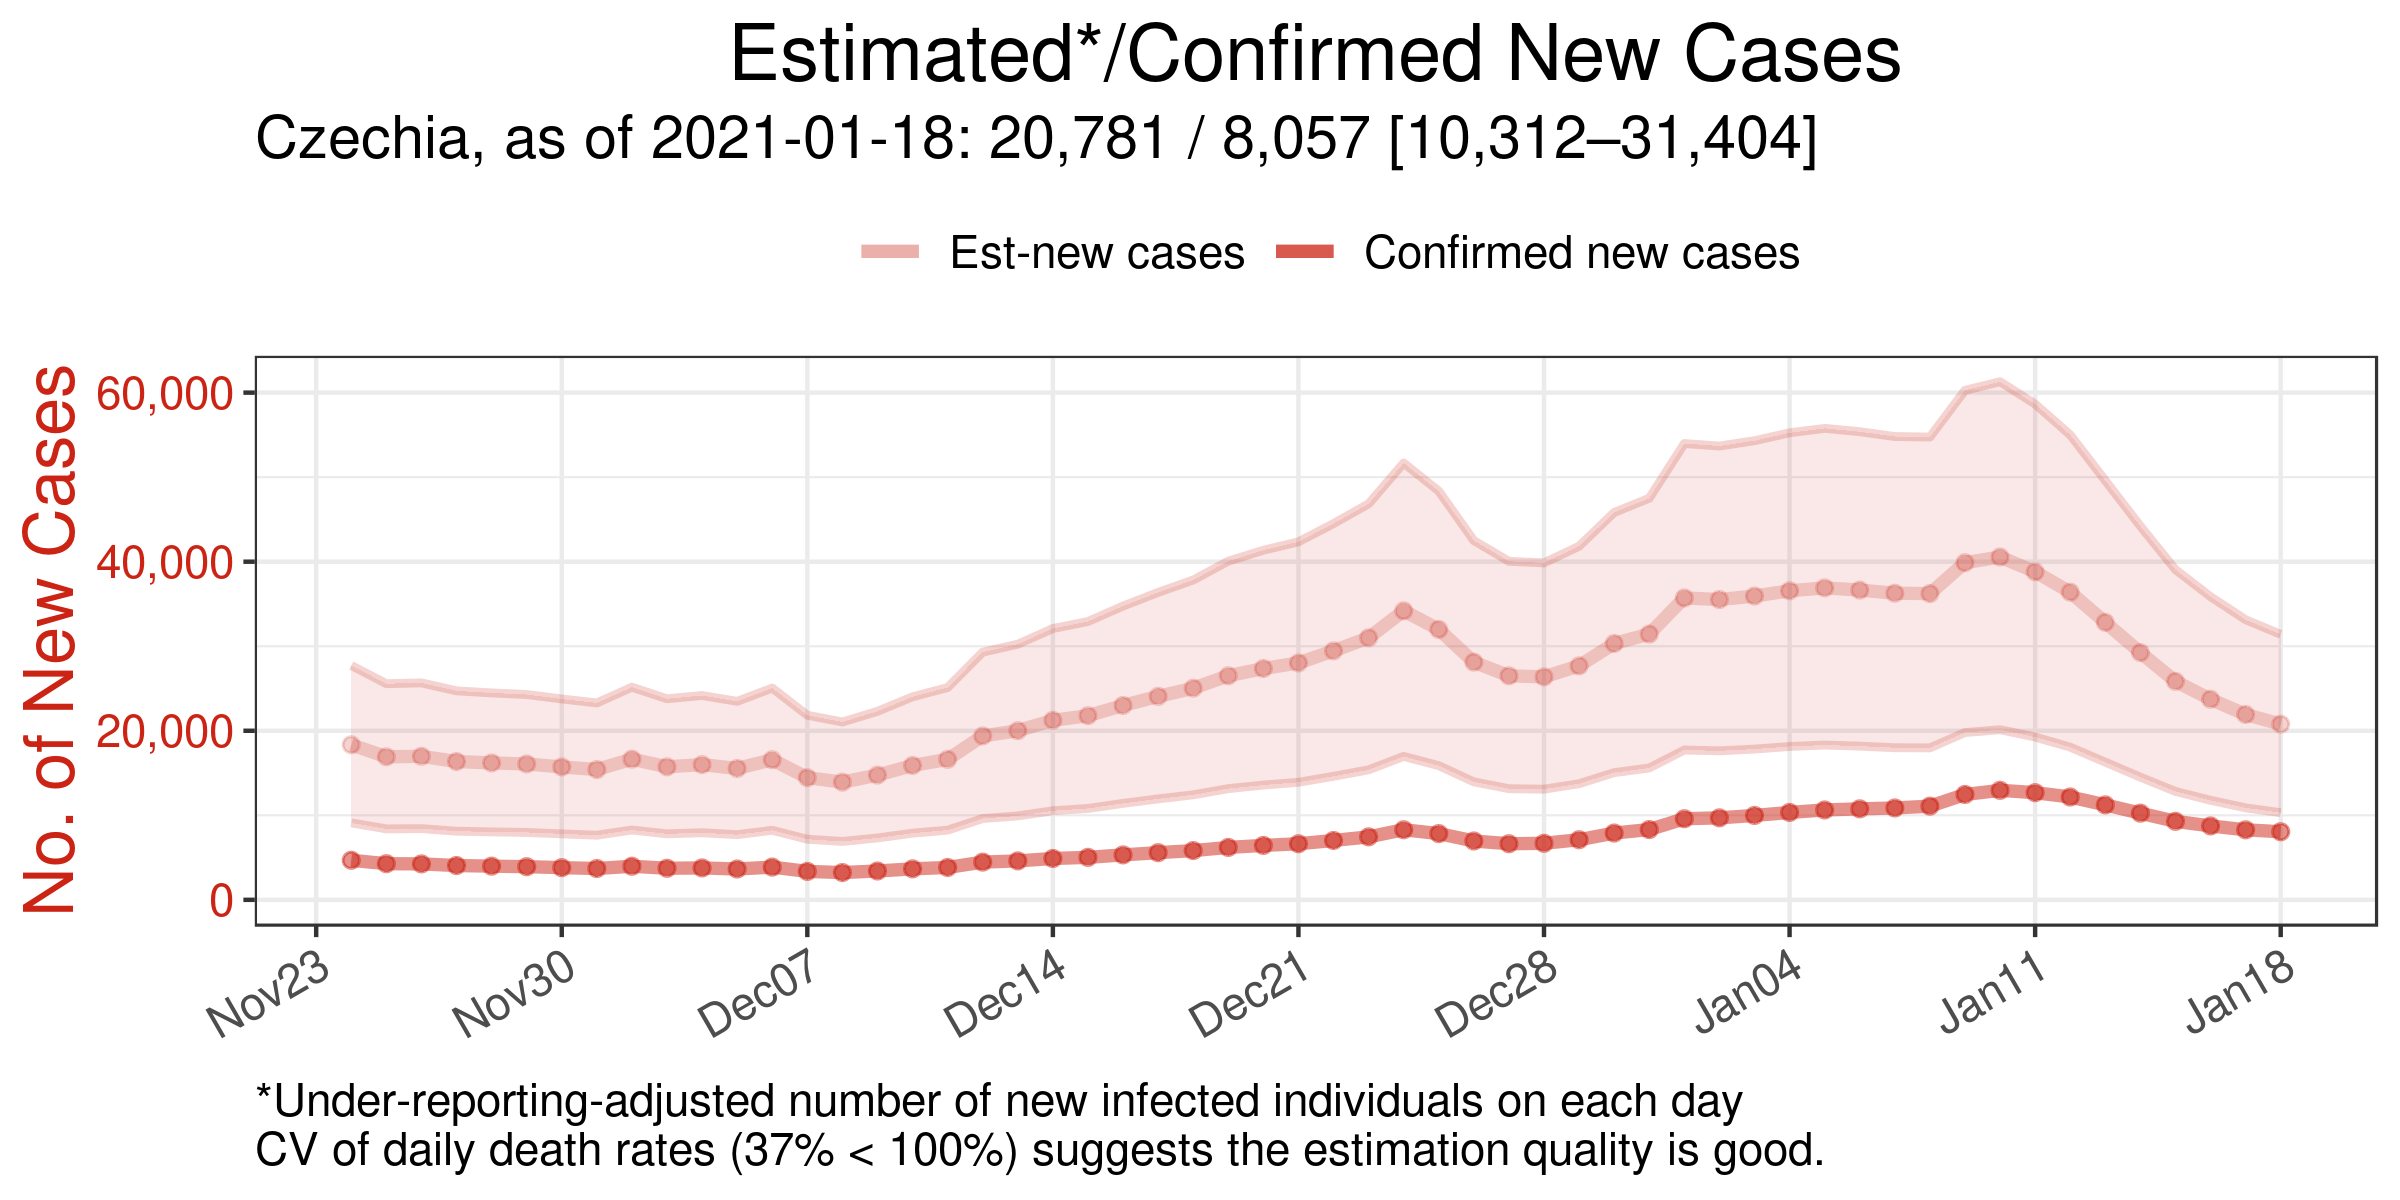 Estimated*/Confirmed New Cases
Czechia, as of 2021-01-18: 20,781 / 8,057 [10,312–31,404]
Est-new cases
Confirmed new cases
No. of New Cases
60,000
40,000
20,000
0
Nov23
Nov30
Dec07
Dec14
Dec21
Dec28
Jan04
Jan11
Jan18
*Under-reporting-adjusted number of new infected individuals on each day
CV of daily death rates (37% < 100%) suggests the estimation quality is good.